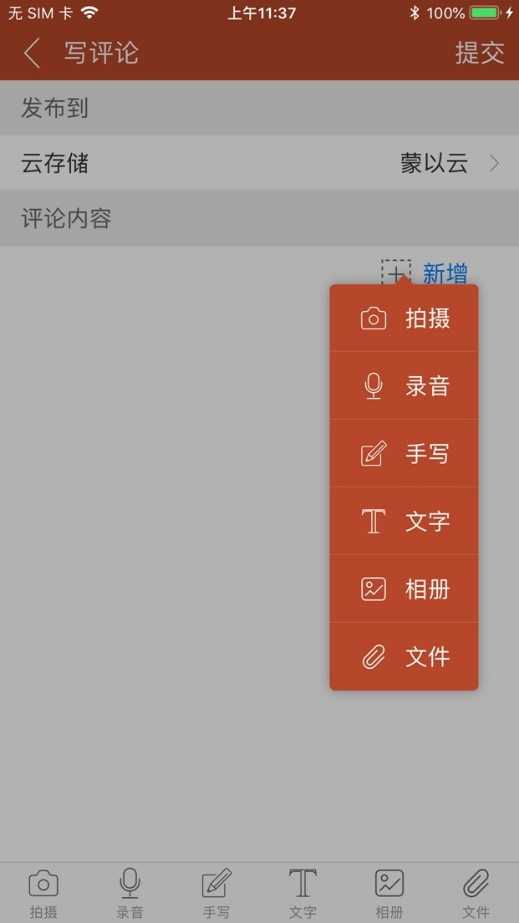 无 SIM 卡 上午11:37 100%
写评论 提交
发布到
云存储 蒙以云
评论内容
新增
拍摄
录音
手写
文字
相册
文件
拍摄 录音 手写 文字 相册 文件